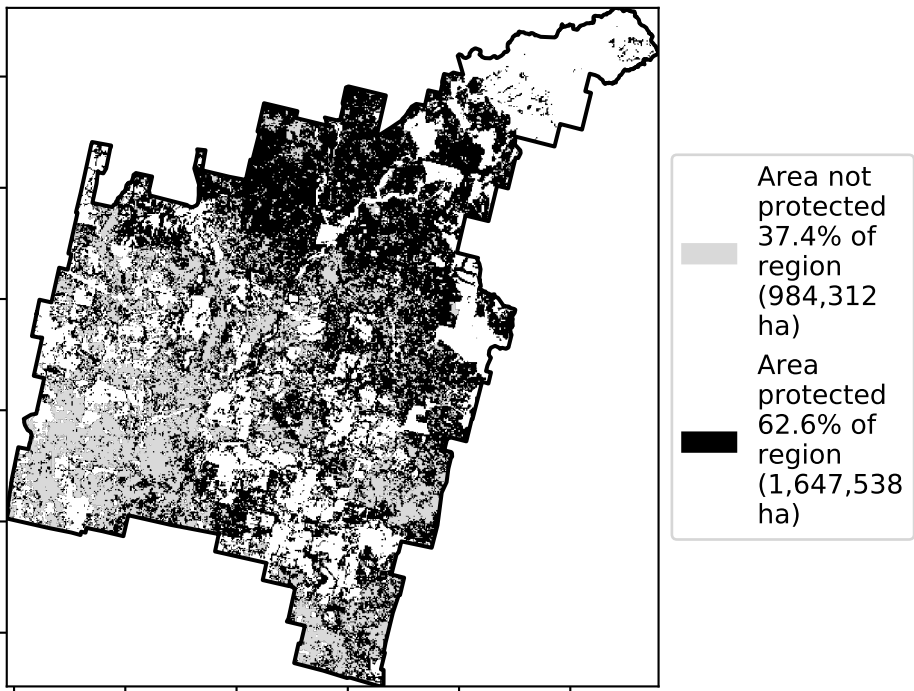 Area not
protected
37.4% of
region
(984,312
ha)
Area
protected
62.6% of
region
(1,647,538
ha)